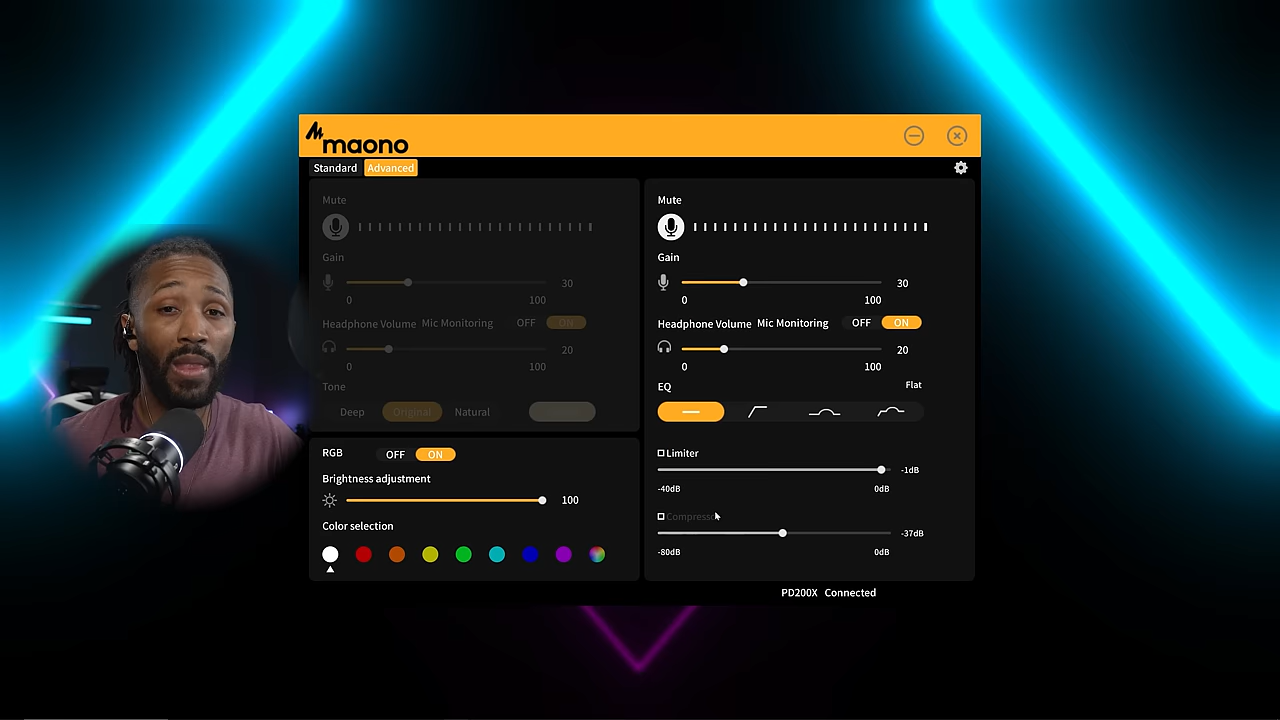 maono
Standard Advanced
Mute
Gain
30
0 100
Headphone Volume Mic Monitoring OFF ON
20
0 100
Tone
Deep Original Natural
RGB OFF ON
Brightness adjustment
100
Color selection
Mute
Gain
30
0 100
Headphone Volume Mic Monitoring OFF ON
20
0 100
EQ Flat
Limiter
-1dB
-40dB 0dB
Compressor
-37dB
-80dB 0dB
PD200X Connected